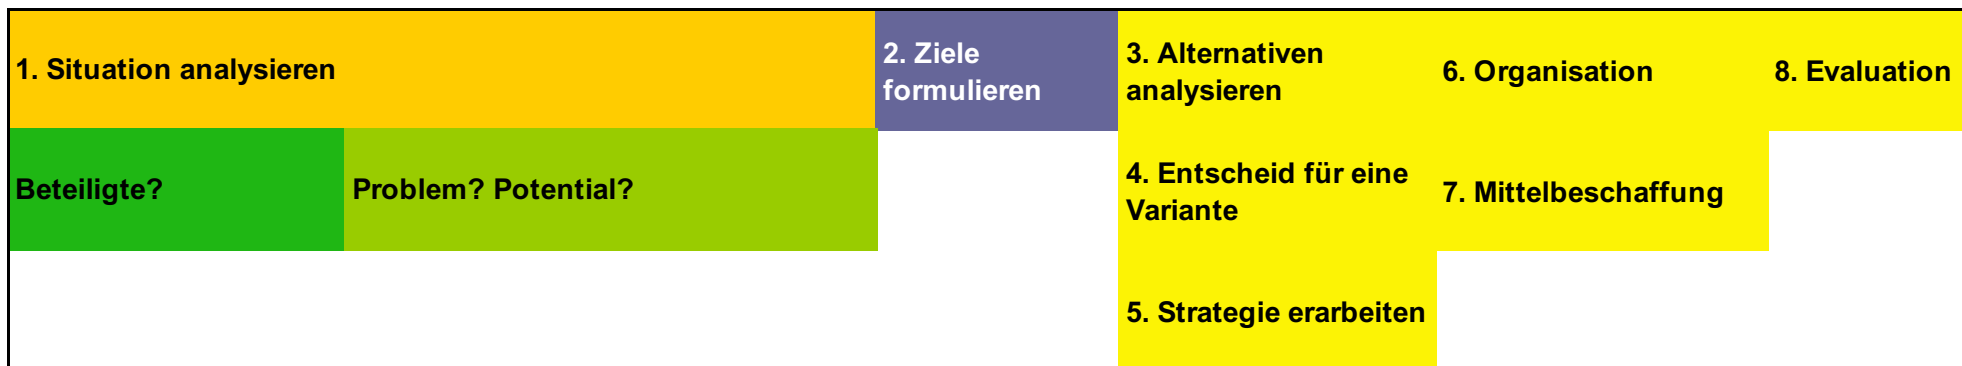 1. Situation analysieren
2. Ziele
formulieren
3. Alternativen
analysieren
6. Organisation
8. Evaluation
Beteiligte?
Problem? Potential?
4. Entscheid für eine
Variante
7. Mittelbeschaffung
5. Strategie erarbeiten